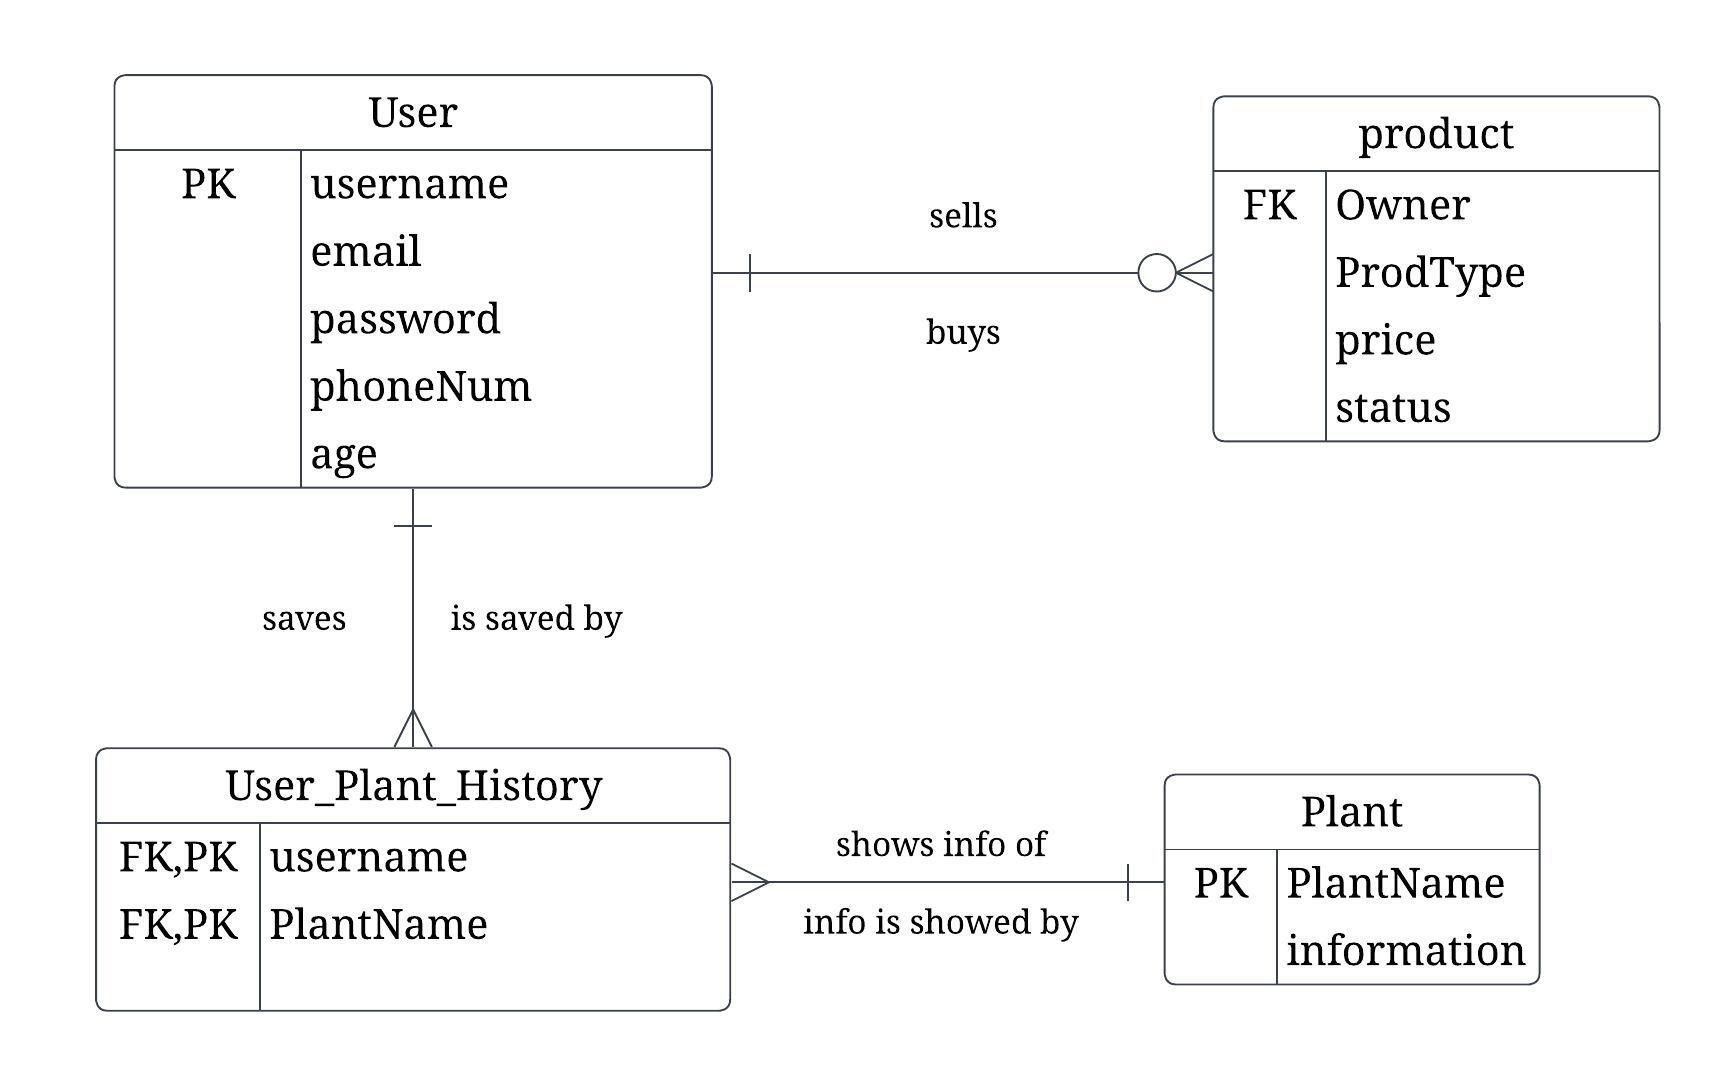 User
PK username
email
password
phoneNum
age
sells
buys
product
FK Owner
ProdType
price
status
saves
is saved by
User_Plant_History
FK,PK username
FK,PK PlantName
shows info of
info is showed by
Plant
PK PlantName
information